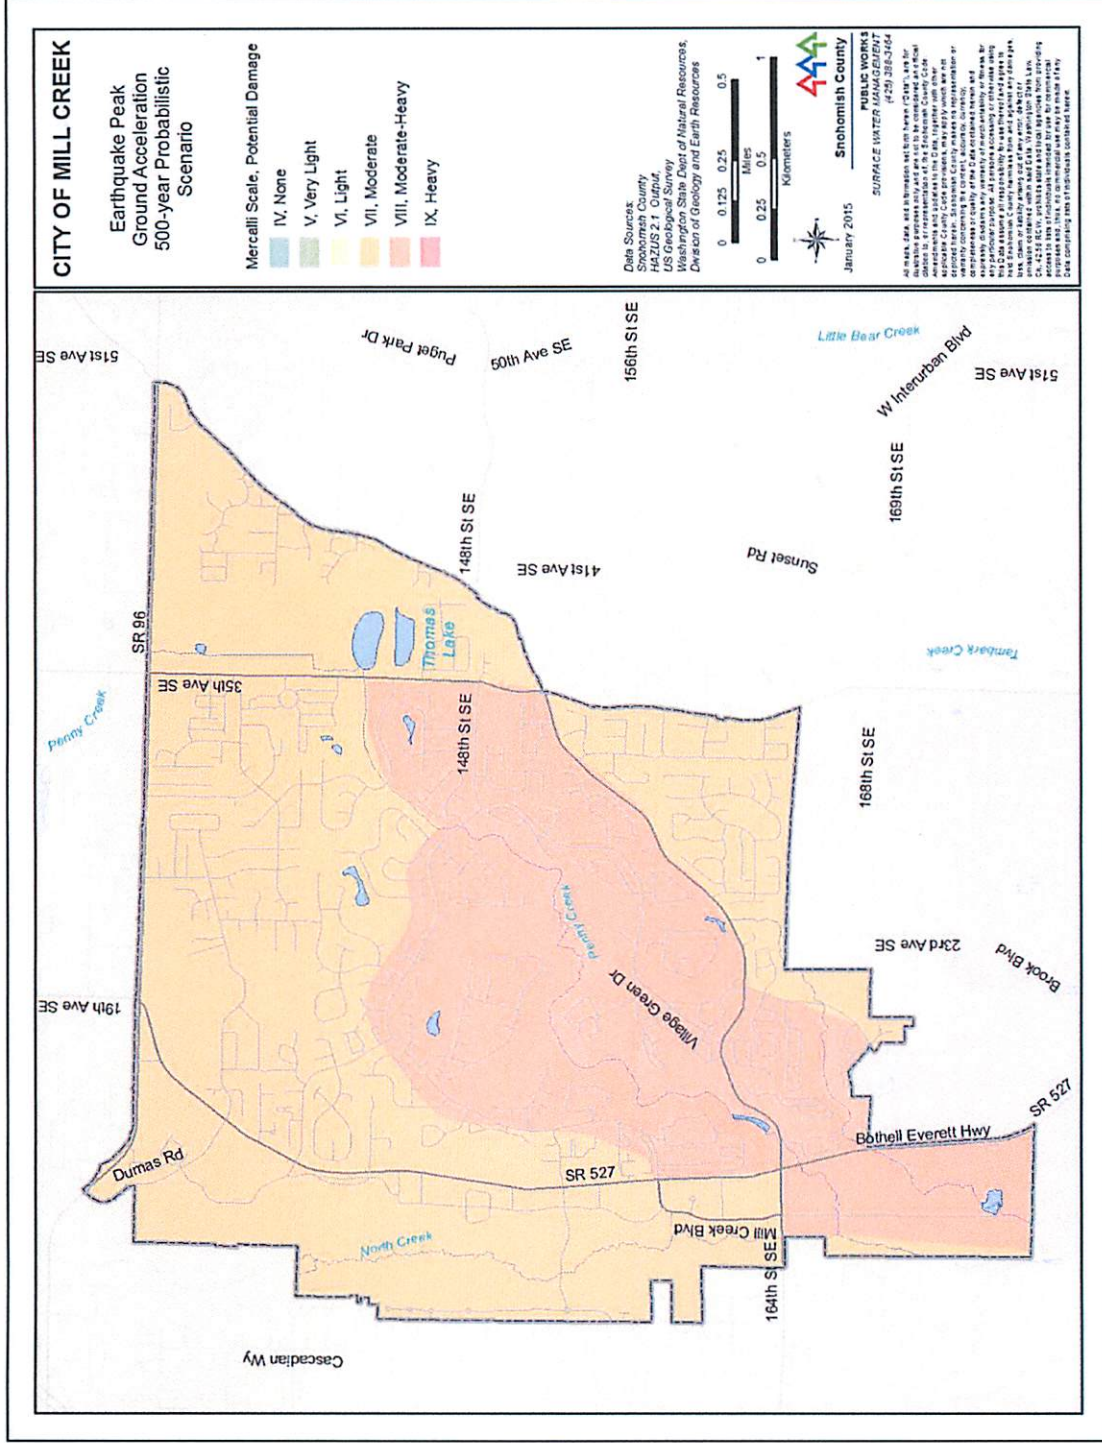 CITY OF MILL CREEK
Earthquake Peak
Ground Acceleration
500-year Probabilistic
Scenario
Mercalli Scale, Potential Damage
IV, None
V, Very Light
VI, Light
VII, Moderate
VIII, Moderate-Heavy
IX, Heavy
Data Sources:
Snohomish County
HAZUS 2.1 Output,
US Geological Survey
Washington State Dept of Natural Resources,
Division of Geology and Earth Resources
0 0.125 0.25 0.5
Miles
0 0.25 0.5 1
Kilometers
January 2015
Snohomish County
PUBLIC WORKS
SURFACE WATER MANAGEMENT
(425) 388-3464
51st Ave SE
Puget Park Dr
50th Ave SE
156th St SE
Little Bear Creek
W Interurban Blvd
51st Ave SE
169th St SE
148th St SE
41st Ave SE
Sunset Rd
SR 96
Thomas
Lake
Tambark Creek
35th Ave SE
Penny Creek
148th St SE
168th St SE
Penny Creek
23rd Ave SE
Brook Blvd
19th Ave SE
Village Green Dr
SR 527
Bothell Everett Hwy
Dumas Rd
SR 527
Mill Creek Blvd
North Creek
164th St SE
Cascadian Wy